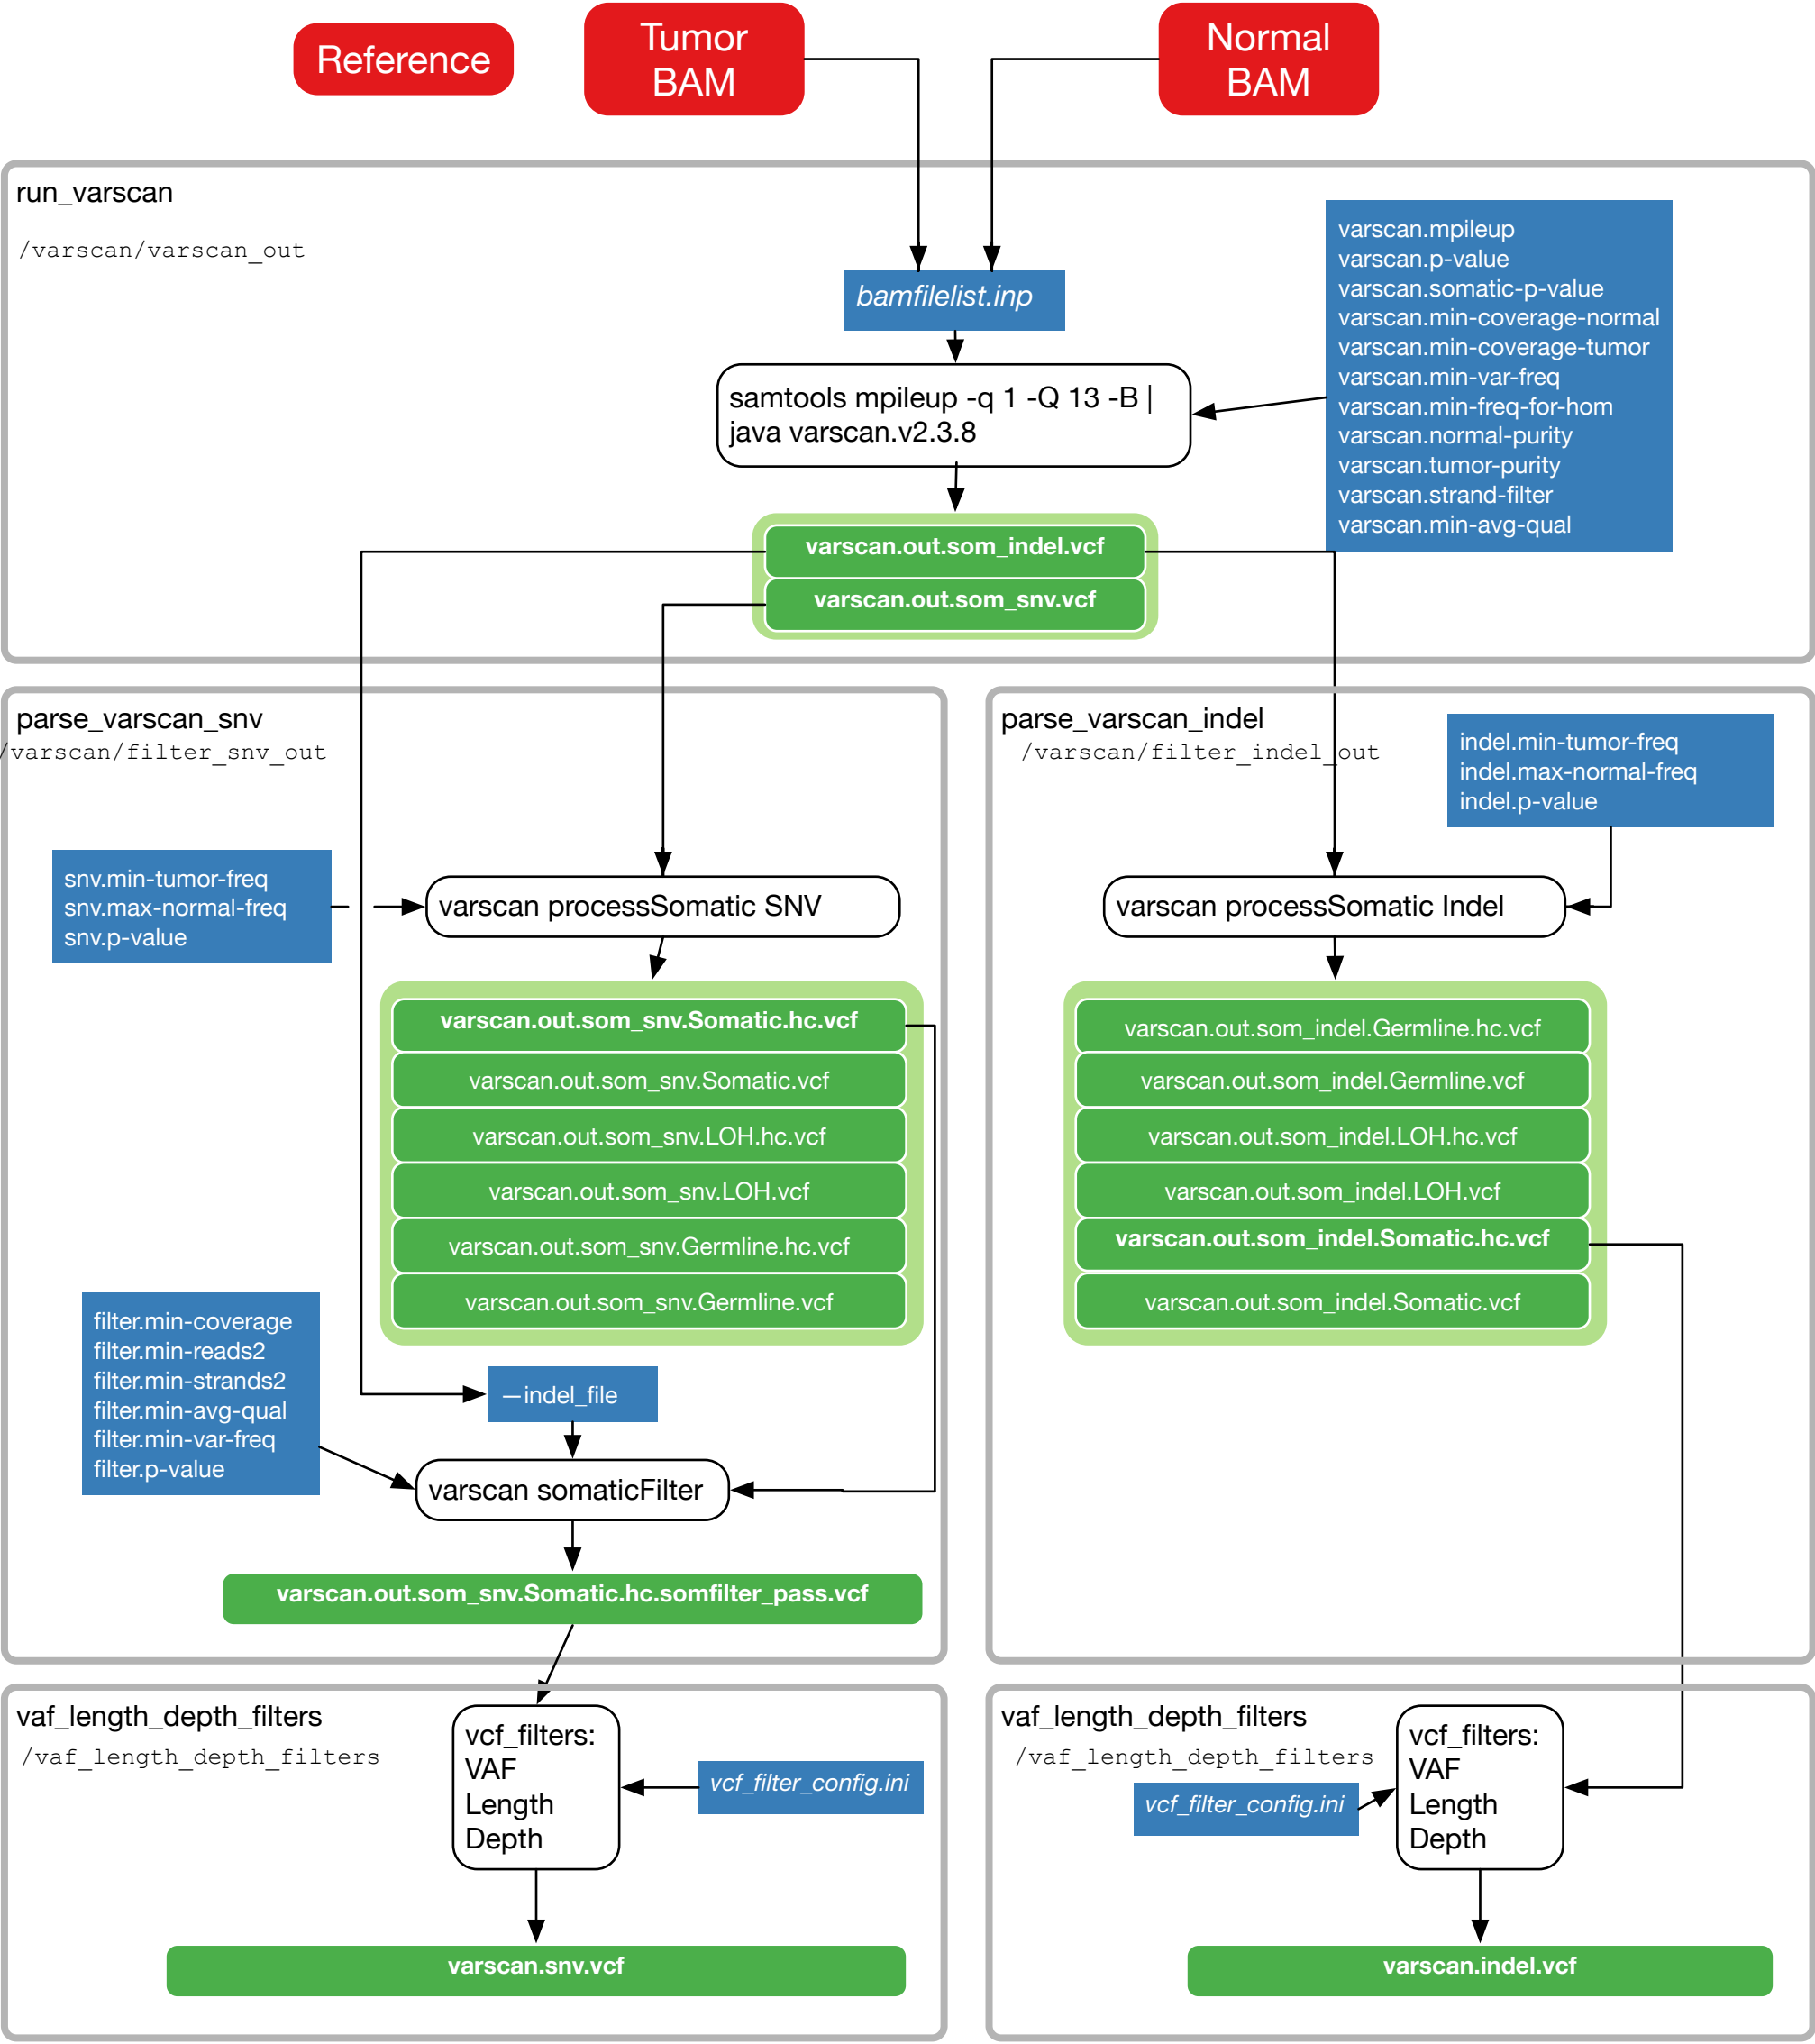 Reference
Tumor
BAM
Normal
BAM
run_varscan
/varscan/varscan_out
varscan.mpileup
varscan.p-value
varscan.somatic-p-value
varscan.min-coverage-normal
varscan.min-coverage-tumor
varscan.min-var-freq
varscan.min-freq-for-hom
varscan.normal-purity
varscan.tumor-purity
varscan.strand-filter
varscan.min-avg-qual
bamfilelist.inp
samtools mpileup -q 1 -Q 13 -B |
java varscan.v2.3.8
varscan.out.som_indel.vcf
varscan.out.som_snv.vcf
parse_varscan_snv
/varscan/filter_snv_out
snv.min-tumor-freq
snv.max-normal-freq
snv.p-value
varscan processSomatic SNV
varscan.out.som_snv.Somatic.hc.vcf
varscan.out.som_snv.Somatic.vcf
varscan.out.som_snv.LOH.hc.vcf
varscan.out.som_snv.LOH.vcf
varscan.out.som_snv.Germline.hc.vcf
varscan.out.som_snv.Germline.vcf
filter.min-coverage
filter.min-reads2
filter.min-strands2
filter.min-avg-qual
filter.min-var-freq
filter.p-value
—indel_file
varscan somaticFilter
varscan.out.som_snv.Somatic.hc.somfilter_pass.vcf
parse_varscan_indel
/varscan/filter_indel_out
indel.min-tumor-freq
indel.max-normal-freq
indel.p-value
varscan processSomatic Indel
varscan.out.som_indel.Germline.hc.vcf
varscan.out.som_indel.Germline.vcf
varscan.out.som_indel.LOH.hc.vcf
varscan.out.som_indel.LOH.vcf
varscan.out.som_indel.Somatic.hc.vcf
varscan.out.som_indel.Somatic.vcf
vaf_length_depth_filters
/vaf_length_depth_filters
vcf_filters:
VAF
Length
Depth
vcf_filter_config.ini
varscan.snv.vcf
vaf_length_depth_filters
/vaf_length_depth_filters
vcf_filter_config.ini
vcf_filters:
VAF
Length
Depth
varscan.indel.vcf